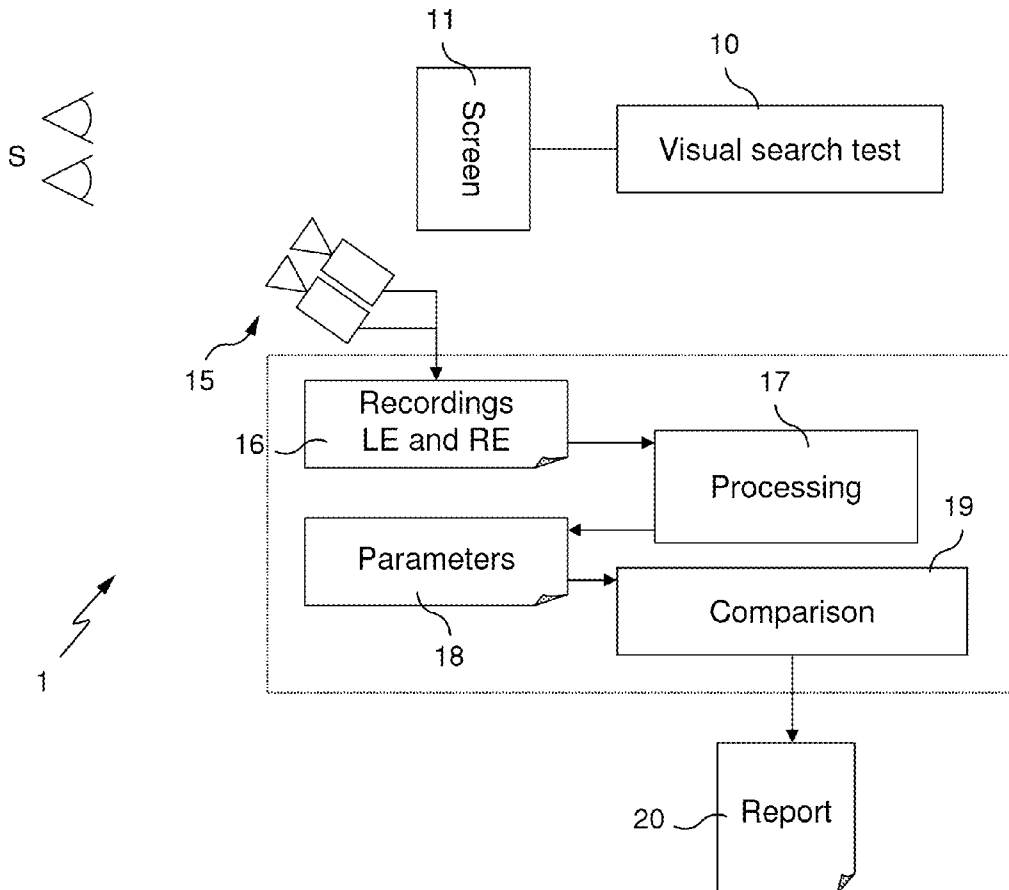 11
10
S
Screen
Visual search test
15
Recordings
LE and RE
16
17
Processing
Parameters
18
19
Comparison
1
20
Report